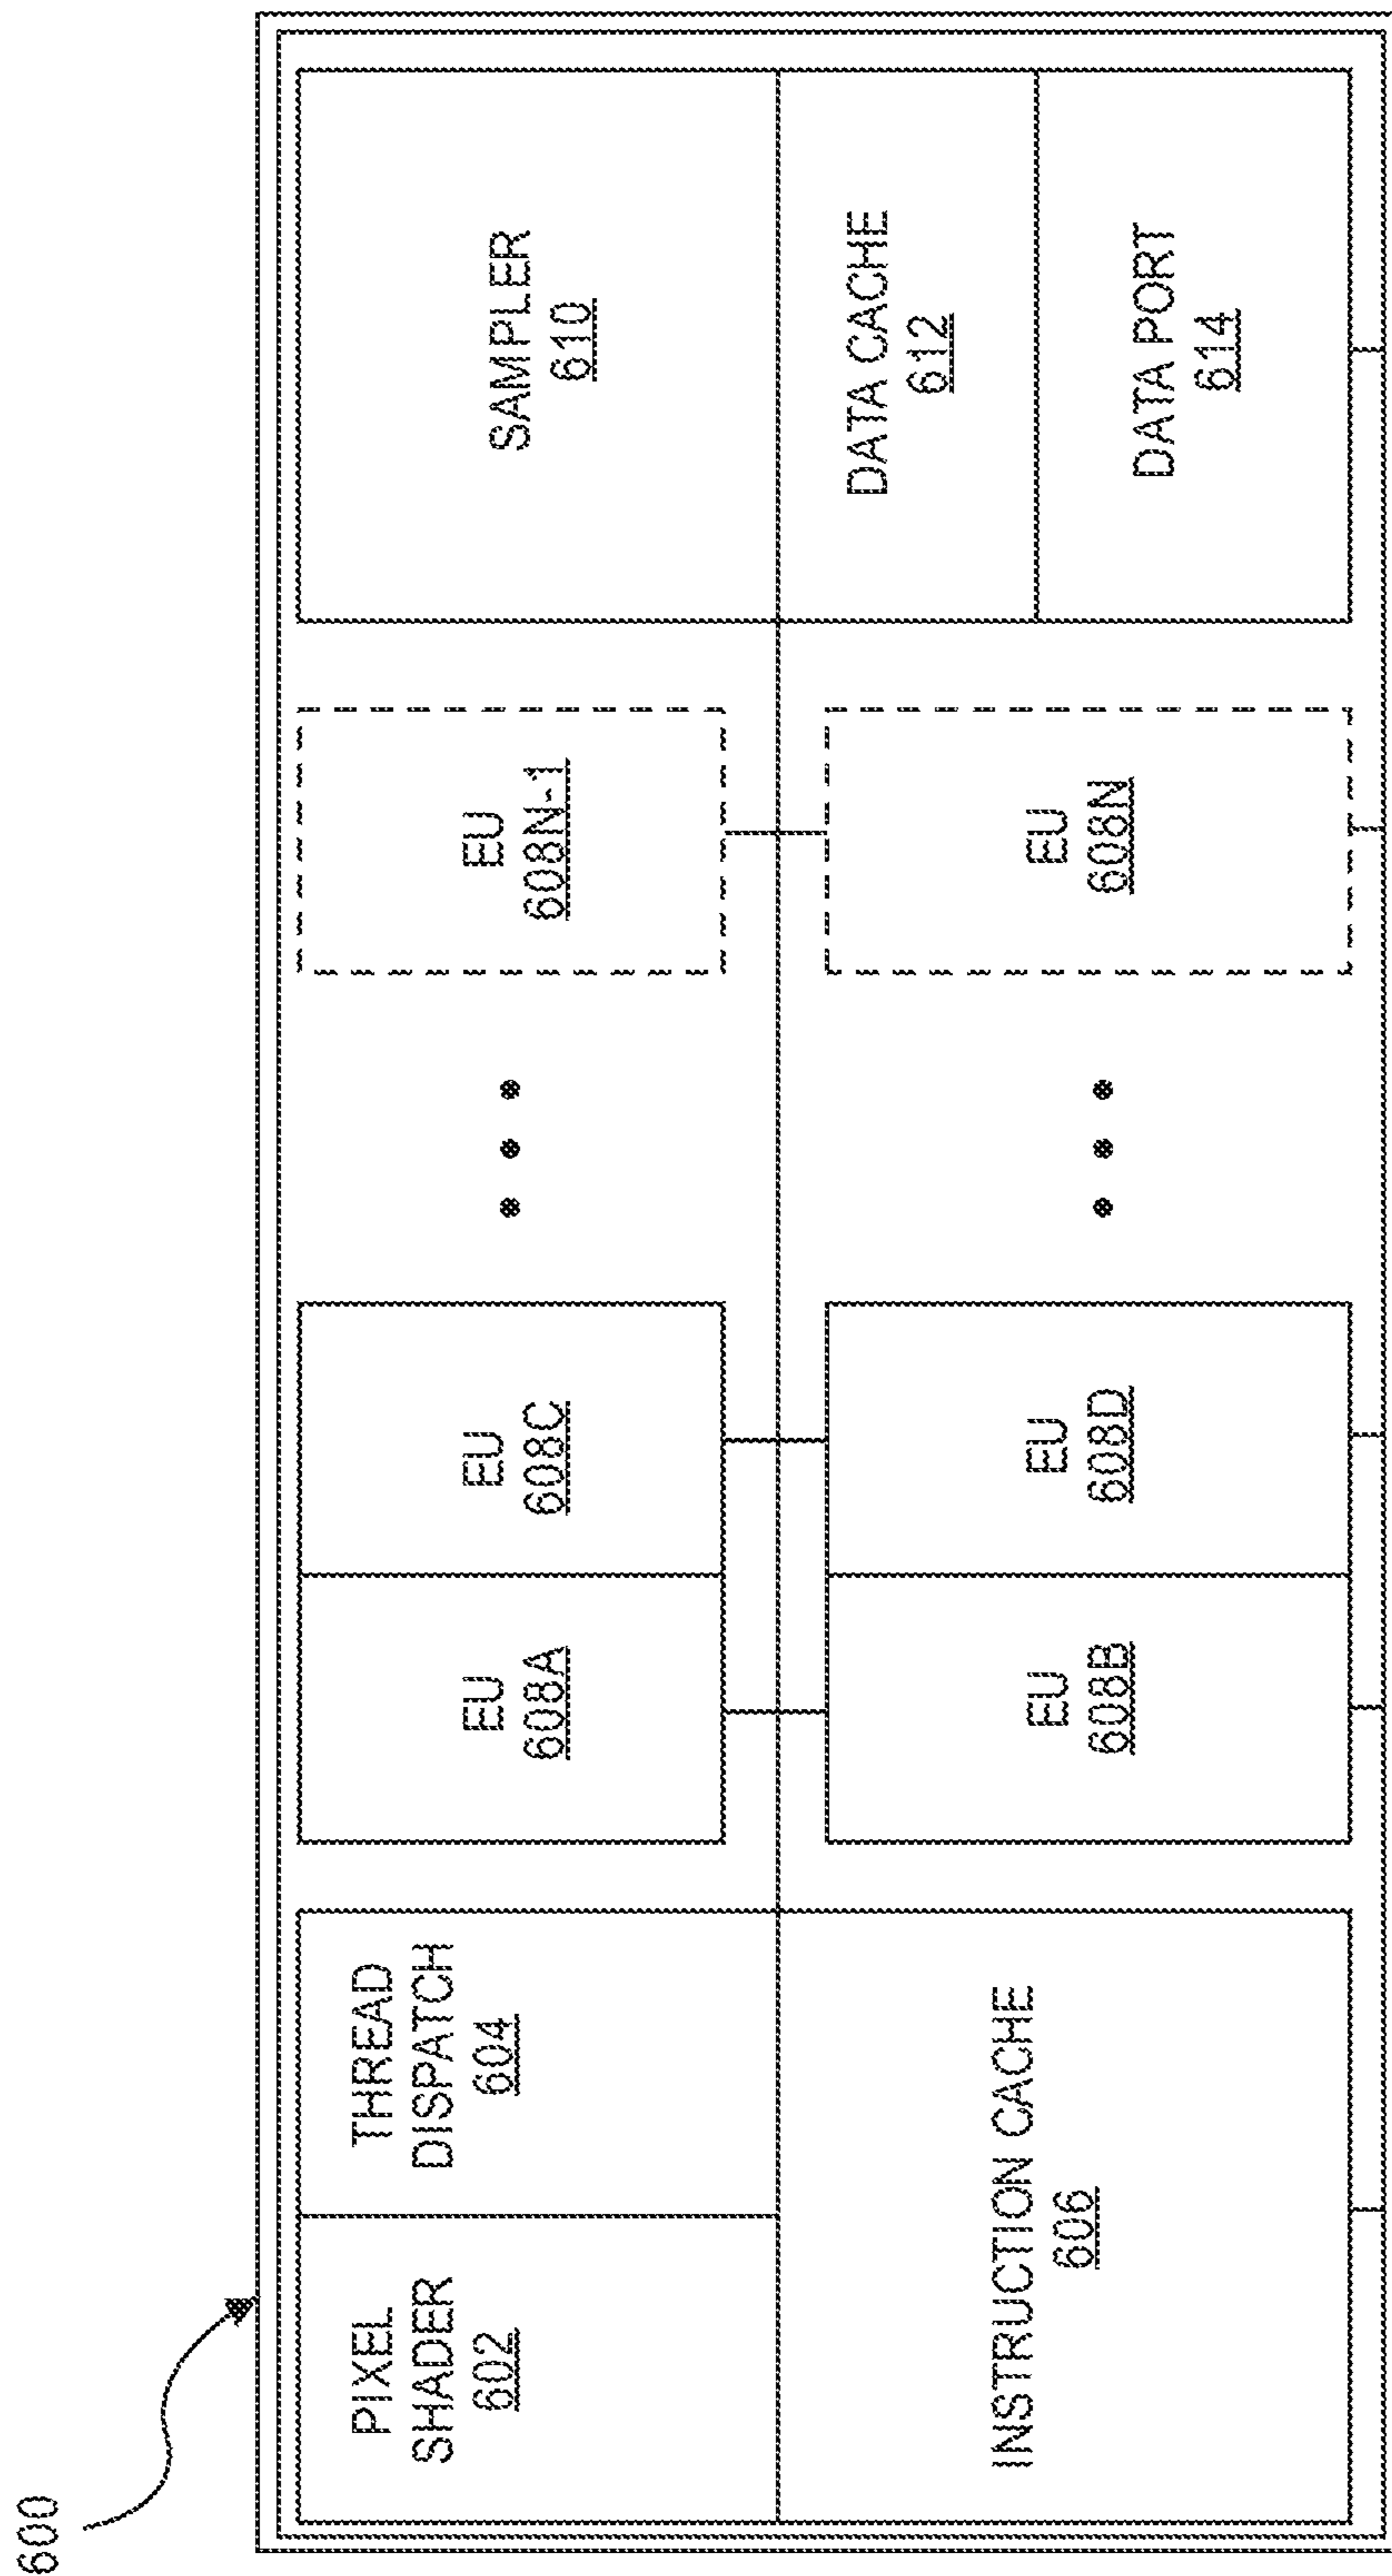 600
PIXEL
SHADER
602
THREAD
DISPATCH
604
INSTRUCTION CACHE
606
EU
608A
EU
608C
EU
608N-1
EU
608B
EU
608D
EU
608N
SAMPLER
610
DATA CACHE
612
DATA PORT
614